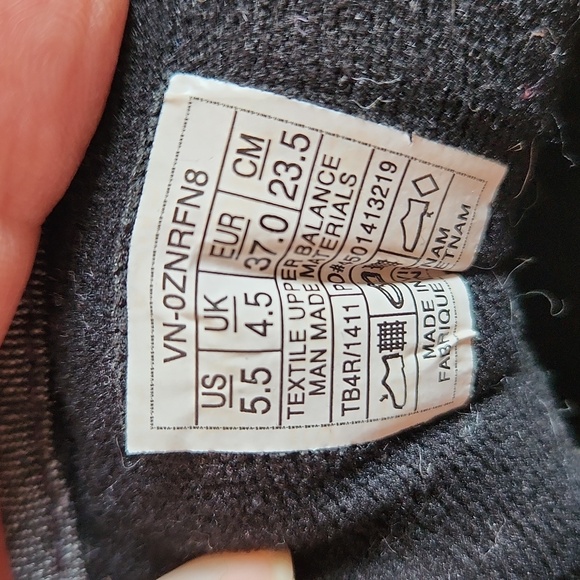 VN-0ZNRFN8
US UK EUR CM
5.5 4.5 37.0 23.5
TEXTILE UPPER BALANCE
MAN MADE MATERIALS
TB4R/1411 501413219
MADE IN
FABRIQUE